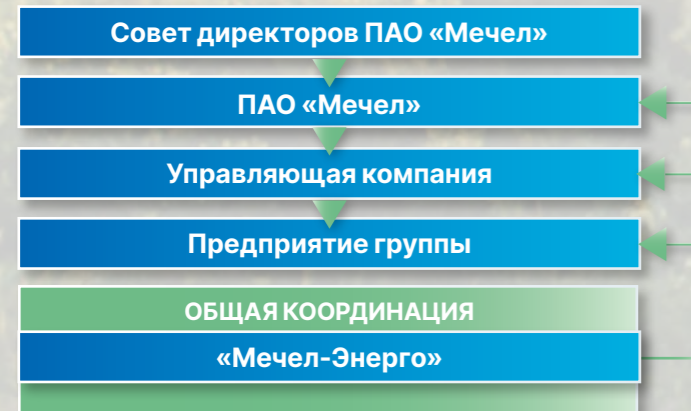 Совет директоров ПАО «Мечел»
ПАО «Мечел»
Управляющая компания
Предприятие группы
ОБЩАЯ КООРДИНАЦИЯ
«Мечел-Энерго»